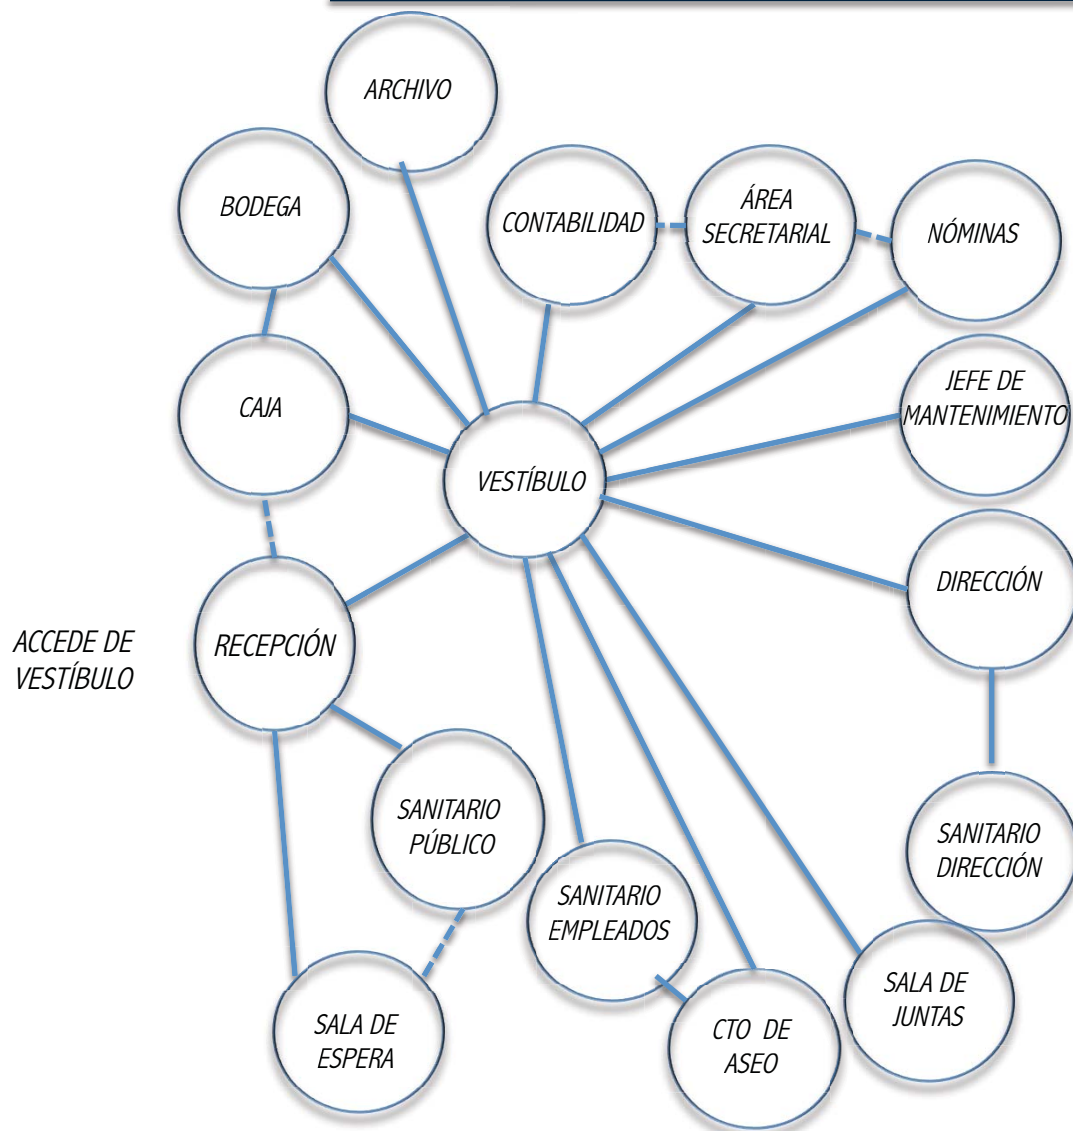 ARCHIVO
BODEGA
CONTABILIDAD
ÁREA
SECRETARIAL
NÓMINAS
CAJA
JEFE DE
MANTENIMIENTO
VESTÍBULO
DIRECCIÓN
ACCEDE DE
VESTÍBULO
RECEPCIÓN
SANITARIO
PÚBLICO
SANITARIO
DIRECCIÓN
SANITARIO
EMPLEADOS
SALA DE
JUNTAS
SALA DE
ESPERA
CTO DE
ASEO